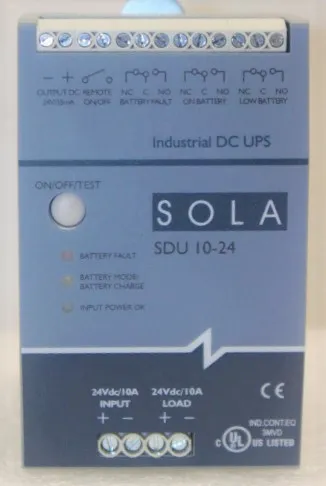 − + NC C NO NC C NO NC C NO
OUTPUT DC REMOTE
ON/OFF BATTERY FAULT ON BATTERY LOW BATTERY
Industrial DC UPS
ON/OFF/TEST
SOLA
SDU 10-24
BATTERY FAULT
BATTERY MODE/
BATTERY CHARGE
INPUT POWER OK
24Vdc/10A 24Vdc/10A
INPUT LOAD
+ − + −
CE
IND.CONT.EQ
3MVD
C UL US LISTED